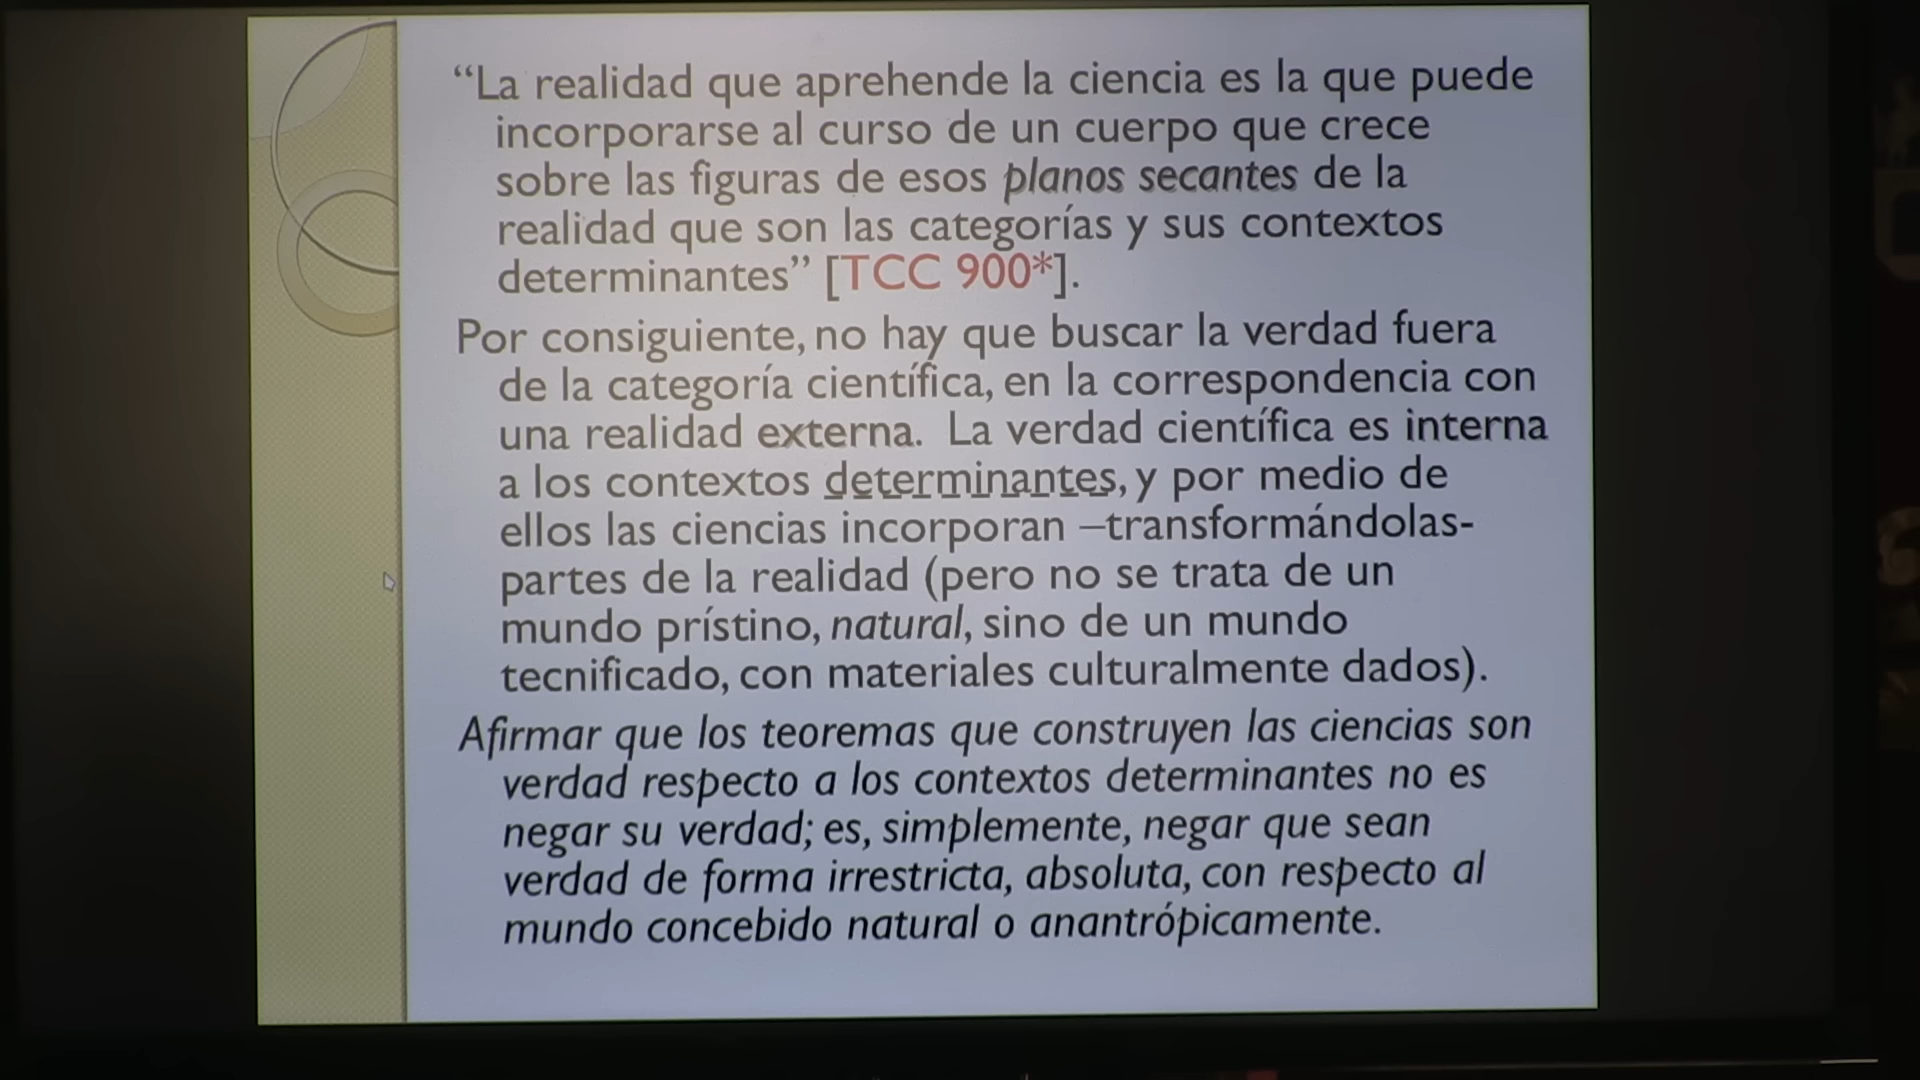 “La realidad que aprehende la ciencia es la que puede
incorporarse al curso de un cuerpo que crece
sobre las figuras de esos planos secantes de la
realidad que son las categorías y sus contextos
determinantes” [TCC 900*].
Por consiguiente, no hay que buscar la verdad fuera
de la categoría científica, en la correspondencia con
una realidad externa. La verdad científica es interna
a los contextos determinantes, y por medio de
ellos las ciencias incorporan –transformándolas-
partes de la realidad (pero no se trata de un
mundo prístino, natural, sino de un mundo
tecnificado, con materiales culturalmente dados).
Afirmar que los teoremas que construyen las ciencias son
verdad respecto a los contextos determinantes no es
negar su verdad; es, simplemente, negar que sean
verdad de forma irrestricta, absoluta, con respecto al
mundo concebido natural o anantrópicamente.